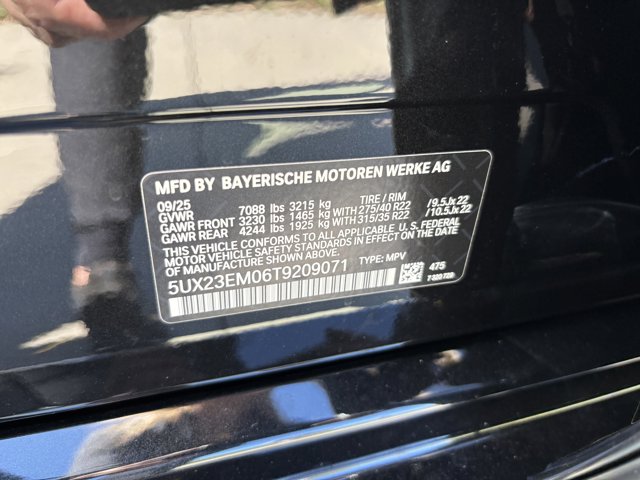 MFD BY BAYERISCHE MOTOREN WERKE AG
09/25 TIRE / RIM
GVWR 7088 lbs 3215 kg
GAWR FRONT 3230 lbs 1465 kg WITH 275/40 R22 /9.5Jx22
GAWR REAR 4244 lbs 1925 kg WITH 315/35 R22 /10.5Jx22
THIS VEHICLE CONFORMS TO ALL APPLICABLE U.S. FEDERAL
MOTOR VEHICLE SAFETY STANDARDS IN EFFECT ON THE DATE OF
MANUFACTURE SHOWN ABOVE.
5UX23EM06T9209071 TYPE: MPV
475